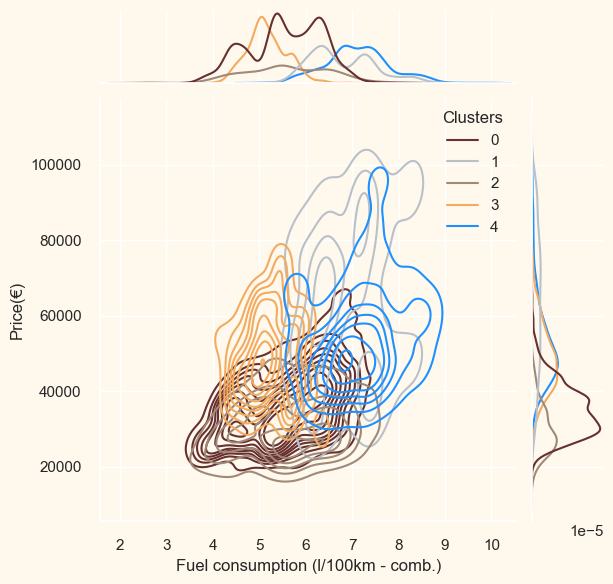 Clusters
0
1
2
3
4
100000
80000
60000
40000
20000
Price(€)
1e−5
2 3 4 5 6 7 8 9 10
Fuel consumption (l/100km - comb.)